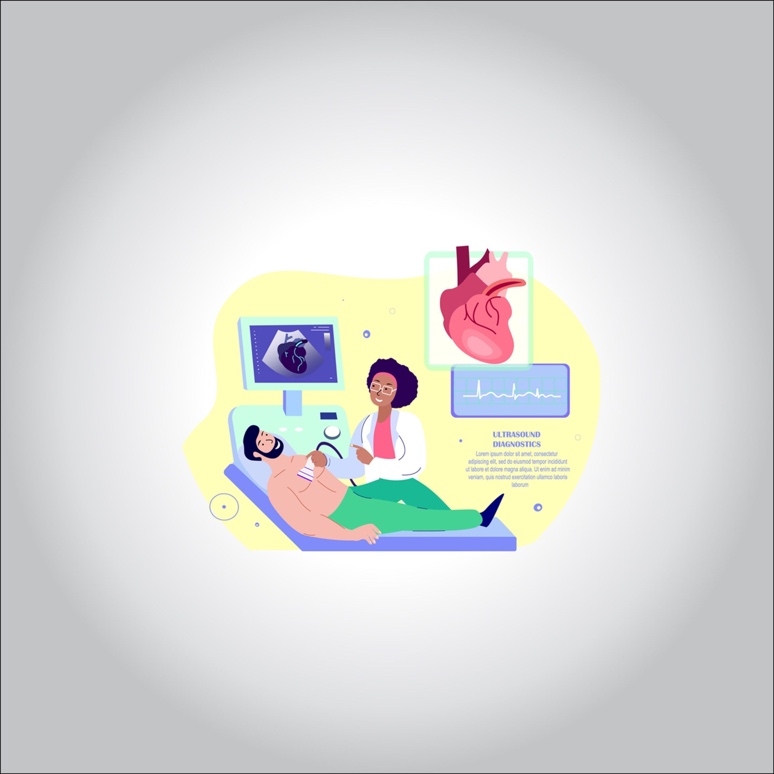 ULTRASOUND
DIAGNOSTICS
Lorem ipsum dolor sit amet, consectetur
adipiscing elit, sed do eiusmod tempor incididunt
ut labore et dolore magna aliqua. Ut enim ad minim
veniam, quis nostrud exercitation ullamco laboris
laborum